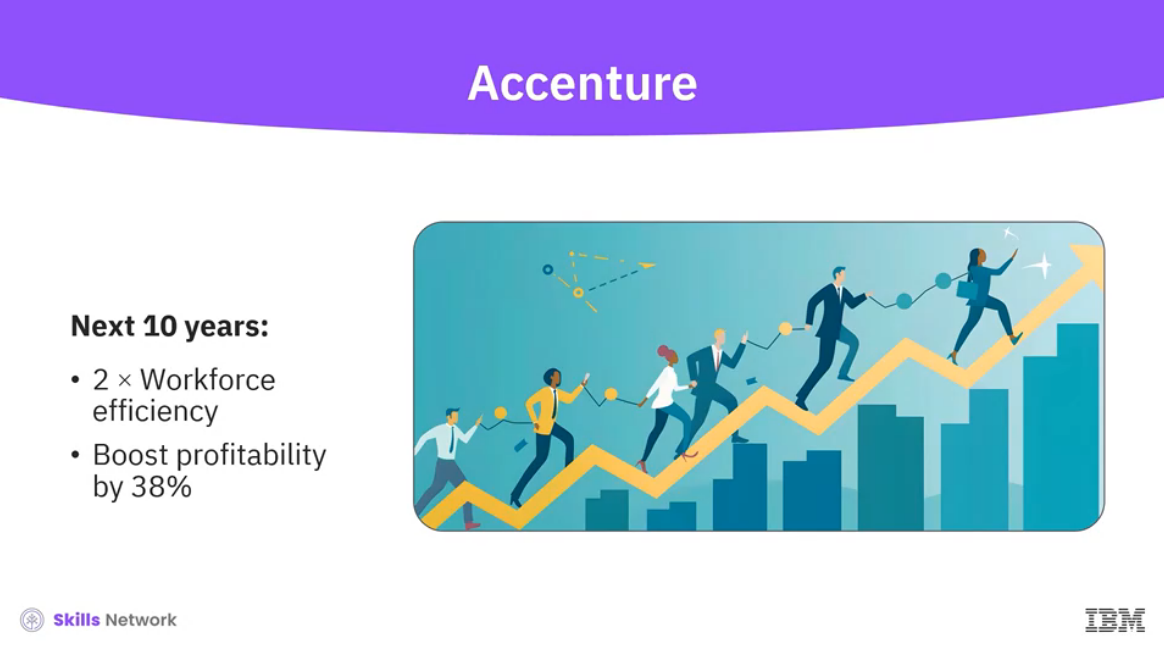 Accenture
Next 10 years:
• 2 × Workforce
efficiency
• Boost profitability
by 38%
Skills Network
IBM